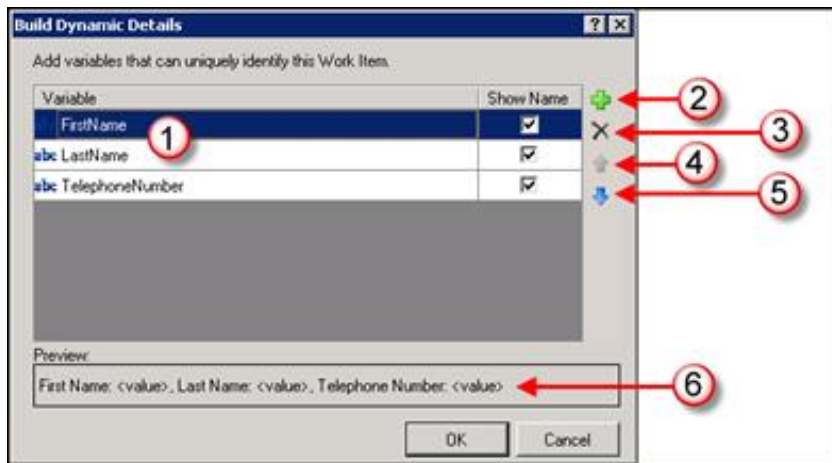 Build Dynamic Details
Add variables that can uniquely identify this Work Item.
Variable Show Name
FirstName
abc LastName
abc TelephoneNumber
1
2
3
4
5
Preview:
First Name: <value>, Last Name: <value>, Telephone Number: <value>
6
OK Cancel